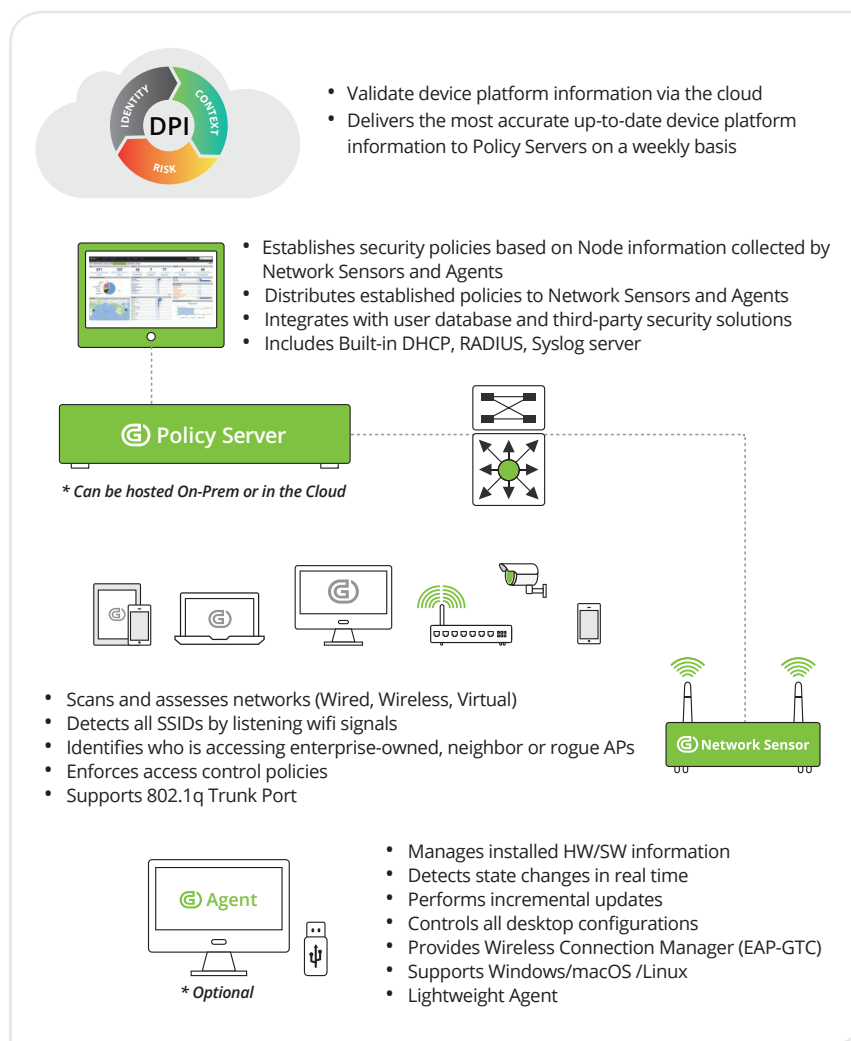 IDENTITY
CONTEXT
DPI
RISK
• Validate device platform information via the cloud
• Delivers the most accurate up-to-date device platform
information to Policy Servers on a weekly basis
• Establishes security policies based on Node information collected by
Network Sensors and Agents
• Distributes established policies to Network Sensors and Agents
• Integrates with user database and third-party security solutions
• Includes Built-in DHCP, RADIUS, Syslog server
Policy Server
* Can be hosted On-Prem or in the Cloud
• Scans and assesses networks (Wired, Wireless, Virtual)
• Detects all SSIDs by listening wifi signals
• Identifies who is accessing enterprise-owned, neighbor or rogue APs
• Enforces access control policies
• Supports 802.1q Trunk Port
Network Sensor
Agent
* Optional
• Manages installed HW/SW information
• Detects state changes in real time
• Performs incremental updates
• Controls all desktop configurations
• Provides Wireless Connection Manager (EAP-GTC)
• Supports Windows/macOS /Linux
• Lightweight Agent